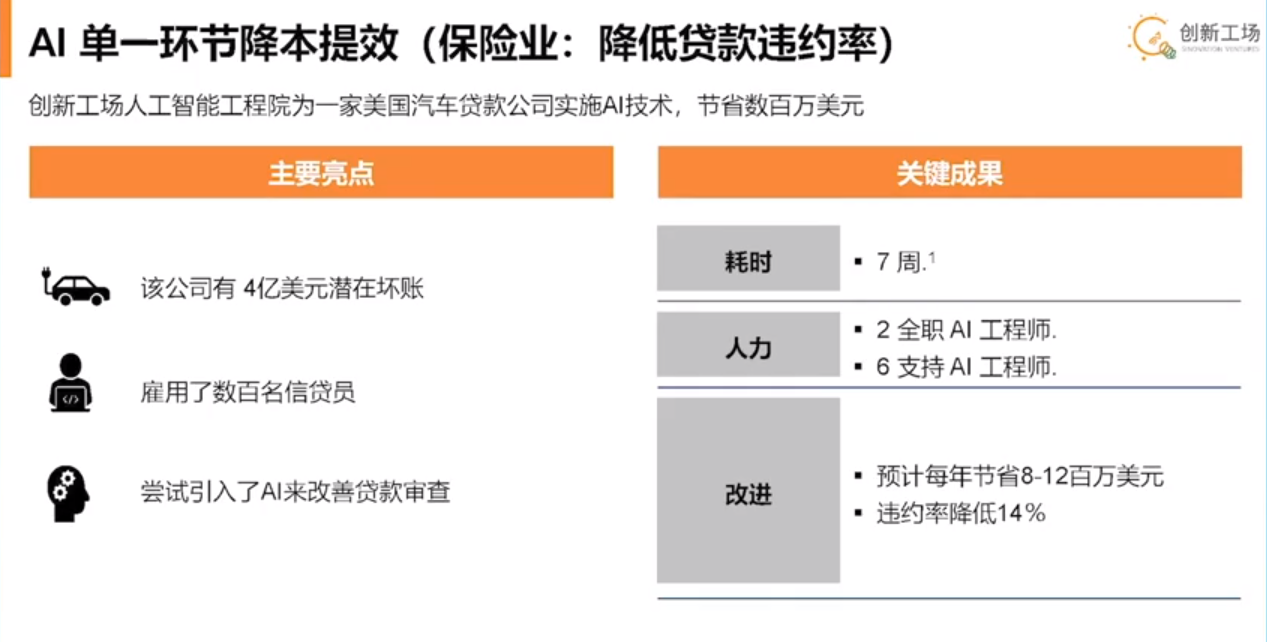 AI 单一环节降本提效（保险业：降低贷款违约率）
创新工场
SINOVATION VENTURES
创新工场人工智能工程院为一家美国汽车贷款公司实施AI技术，节省数百万美元
主要亮点
该公司有 4亿美元潜在坏账
</>
雇用了数百名信贷员
尝试引入了AI来改善贷款审查
关键成果
耗时
▪ 7 周.¹
人力
▪ 2 全职 AI 工程师.
▪ 6 支持 AI 工程师.
改进
▪ 预计每年节省8-12百万美元
▪ 违约率降低14%